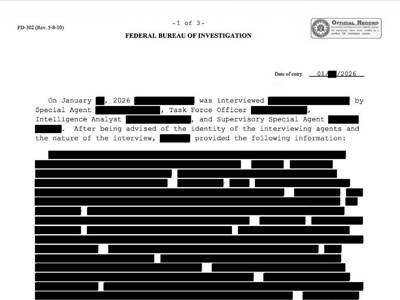 - 1 of 3 -
FD-302 (Rev. 5-8-10)
OFFICIAL RECORD
FEDERAL BUREAU OF INVESTIGATION
Date of entry 01/ /2026
On January , 2026 was interviewed by
Special Agent , Task Force Officer ,
Intelligence Analyst , and Supervisory Special Agent
. After being advised of the identity of the interviewing agents and
the nature of the interview, provided the following information: